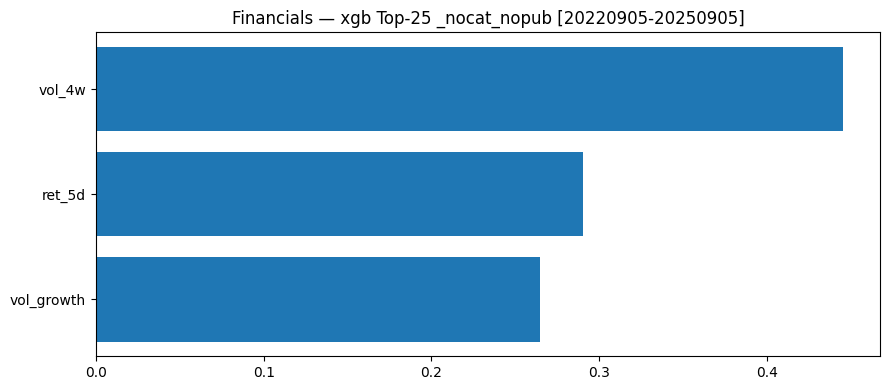 Financials — xgb Top-25 _nocat_nopub [20220905-20250905]
vol_4w
ret_5d
vol_growth
0.0 0.1 0.2 0.3 0.4